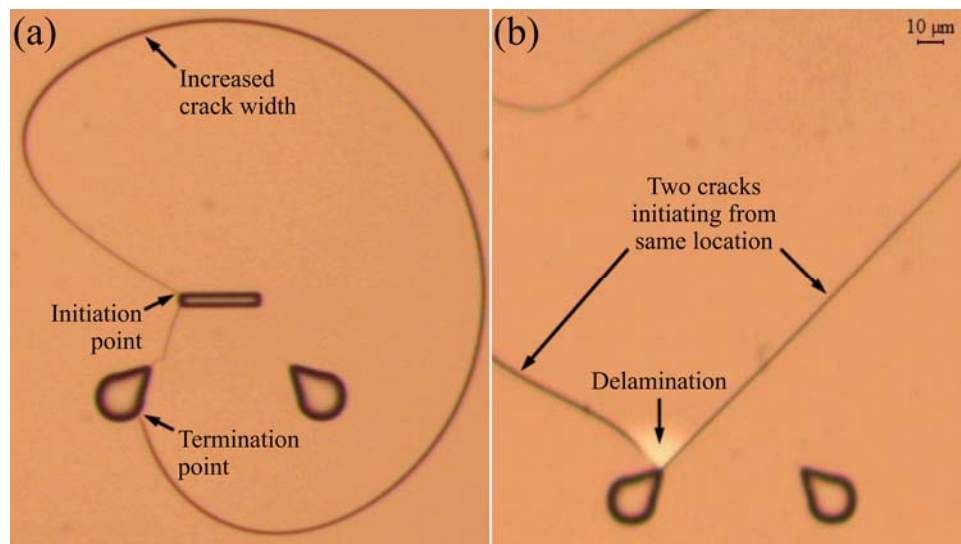 (a)
Increased
crack width
Initiation
point
Termination
point
(b)
10 µm
Two cracks
initiating from
same location
Delamination